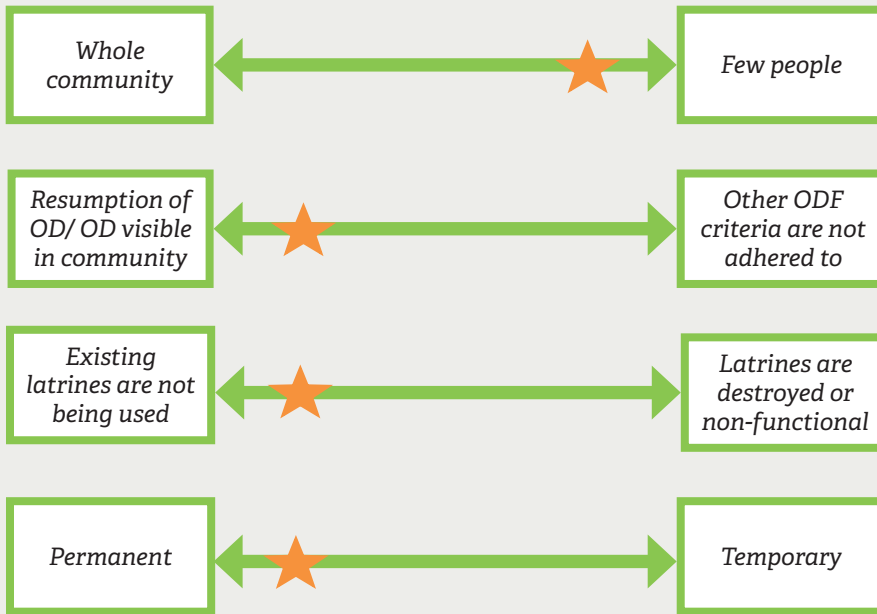 Whole
community
Few people
Resumption of
OD/ OD visible
in community
Other ODF
criteria are not
adhered to
Existing
latrines are not
being used
Latrines are
destroyed or
non-functional
Permanent
Temporary